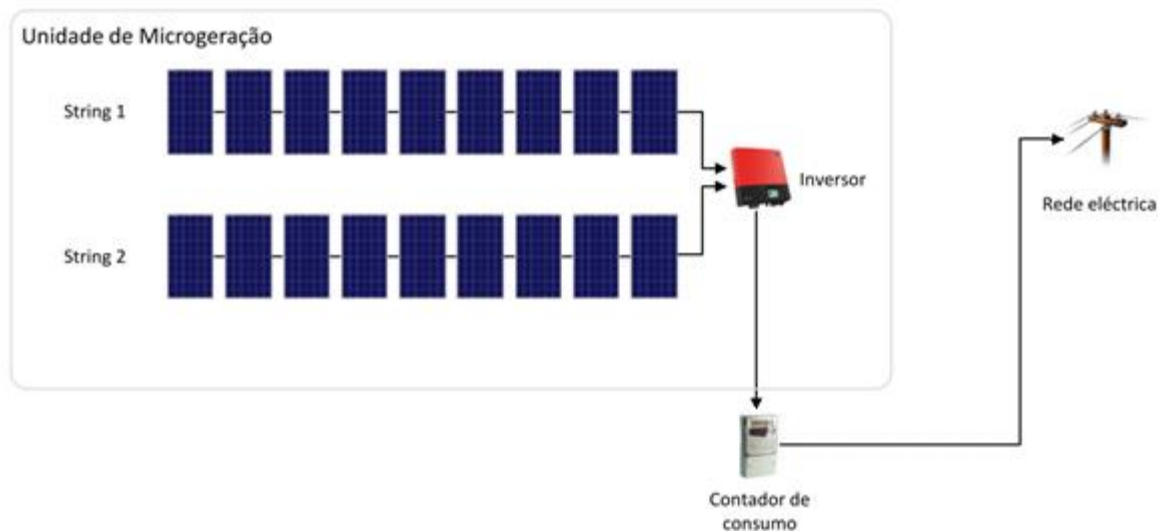 Unidade de Microgeração
String 1
Inversor
Rede eléctrica
String 2
Contador de
consumo